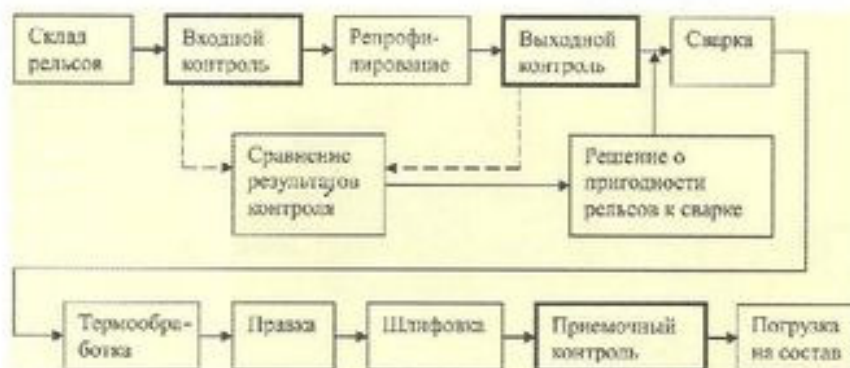 Склад
рельсов
Входной
контроль
Репрофи-
лирование
Выходной
контроль
Сварка
Сравнение
результатов
контроля
Решение о
пригодности
рельсов к сварке
Термообра-
ботка
Правка
Шлифовка
Приемочный
контроль
Погрузка
на состав